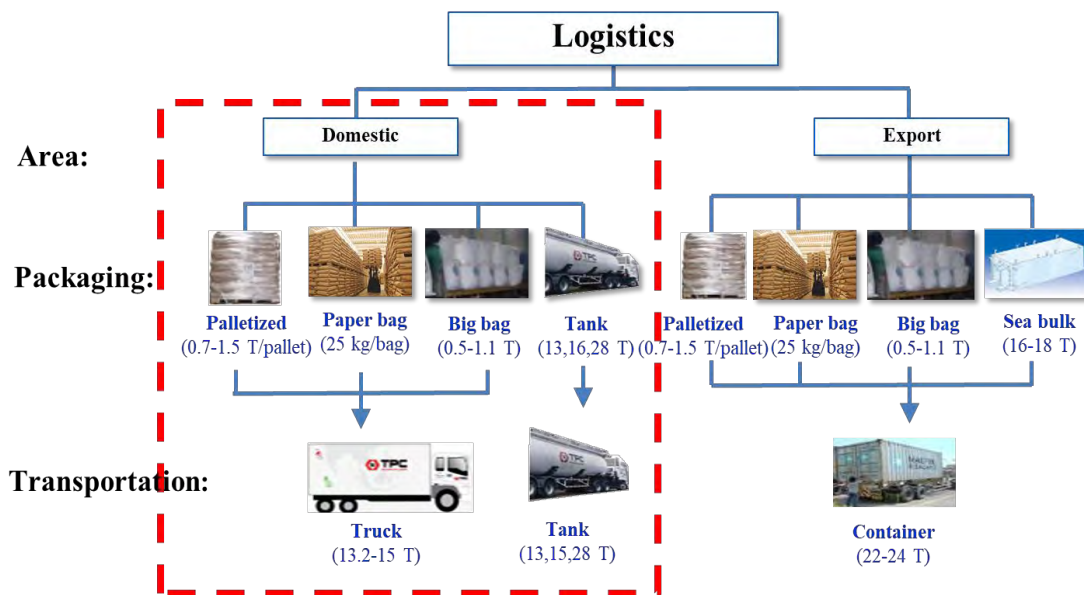 Logistics
Area:
Domestic
Export
Packaging:
TPC
Palletized
(0.7-1.5 T/pallet)
Paper bag
(25 kg/bag)
Big bag
(0.5-1.1 T)
Tank
(13,16,28 T)
Palletized
(0.7-1.5 T/pallet)
Paper bag
(25 kg/bag)
Big bag
(0.5-1.1 T)
Sea bulk
(16-18 T)
Transportation:
TPC
TPC
Truck
(13.2-15 T)
Tank
(13,15,28 T)
Container
(22-24 T)